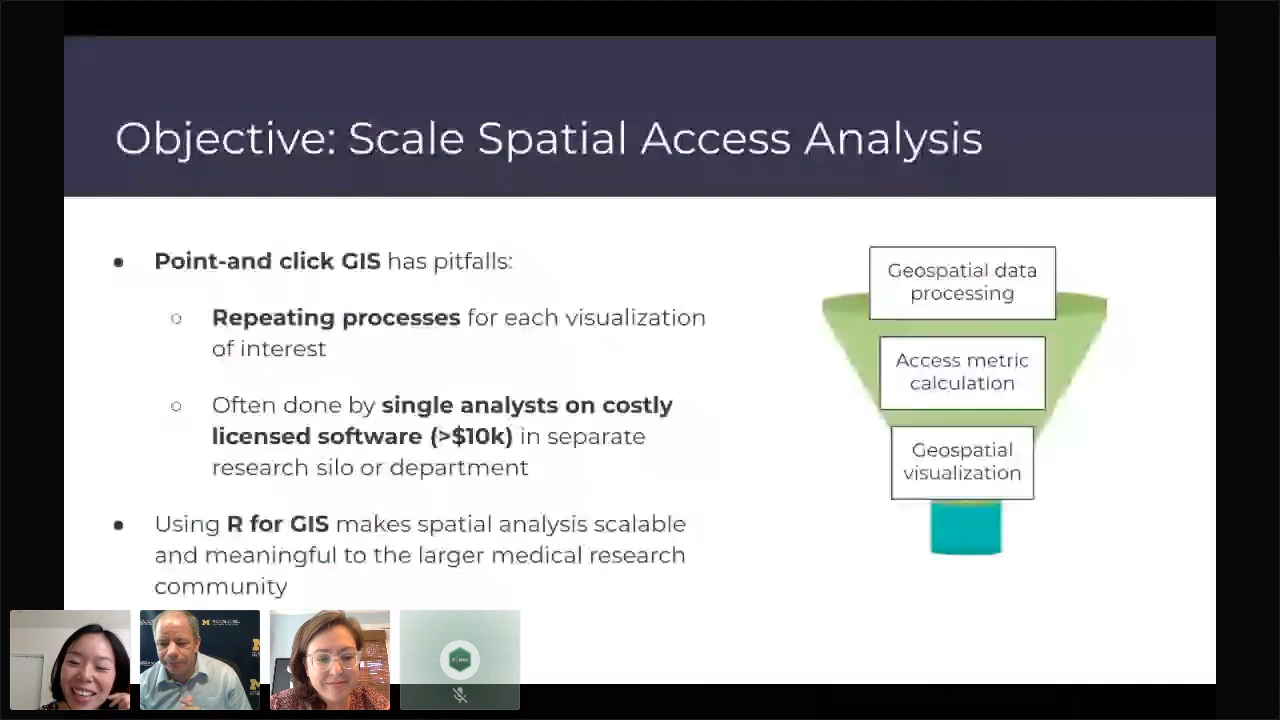 Objective: Scale Spatial Access Analysis
● Point-and click GIS has pitfalls:
○ Repeating processes for each visualization
of interest
○ Often done by single analysts on costly
licensed software (>$10k) in separate
research silo or department
● Using R for GIS makes spatial analysis scalable
and meaningful to the larger medical research
community
Geospatial data
processing
Access metric
calculation
Geospatial
visualization